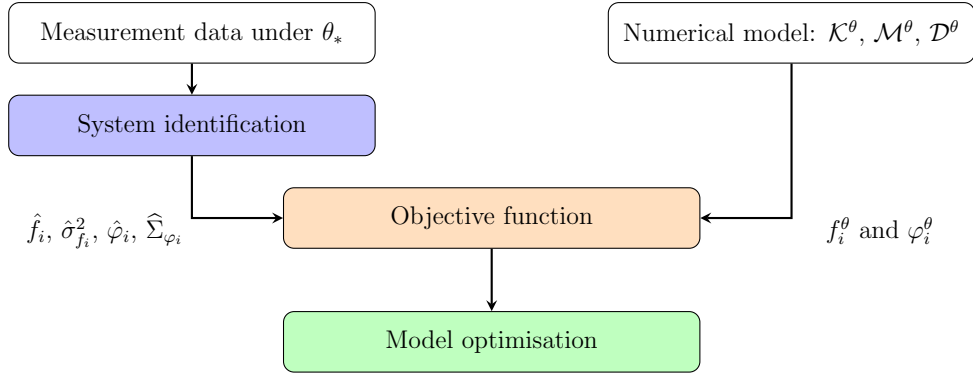 Measurement data under θ∗
Numerical model: 𝒦^θ, ℳ^θ, 𝒟^θ
System identification
Objective function
f̂_i, σ̂²_{f_i}, φ̂_i, Σ̂_{φ_i}
f_i^θ and φ_i^θ
Model optimisation